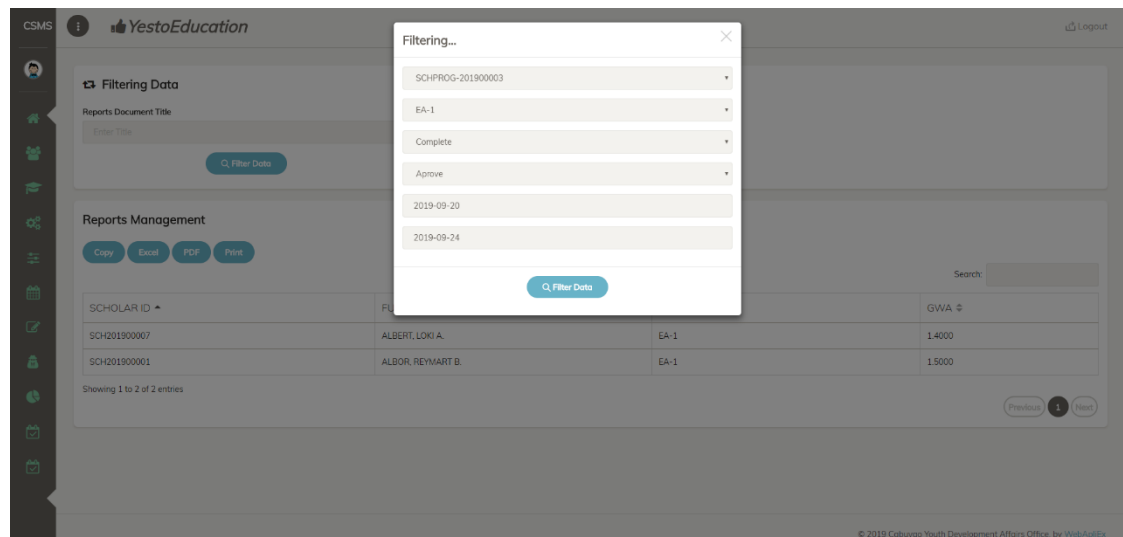 CSMS
YestoEducation
Logout
Filtering...
SCHPROG-201900003
EA-1
Complete
Aprove
2019-09-20
2019-09-24
Filter Data
Filtering Data
Reports Document Title
Enter Title
Filter Data
Reports Management
Copy Excel PDF Print
Search:
SCHOLAR ID FU GWA
SCH201900007 ALBERT, LOKI A. EA-1 1.4000
SCH201900001 ALBOR, REYMART B. EA-1 1.5000
Showing 1 to 2 of 2 entries
Previous 1 Next
© 2019 Cabuyao Youth Development Affairs Office. by